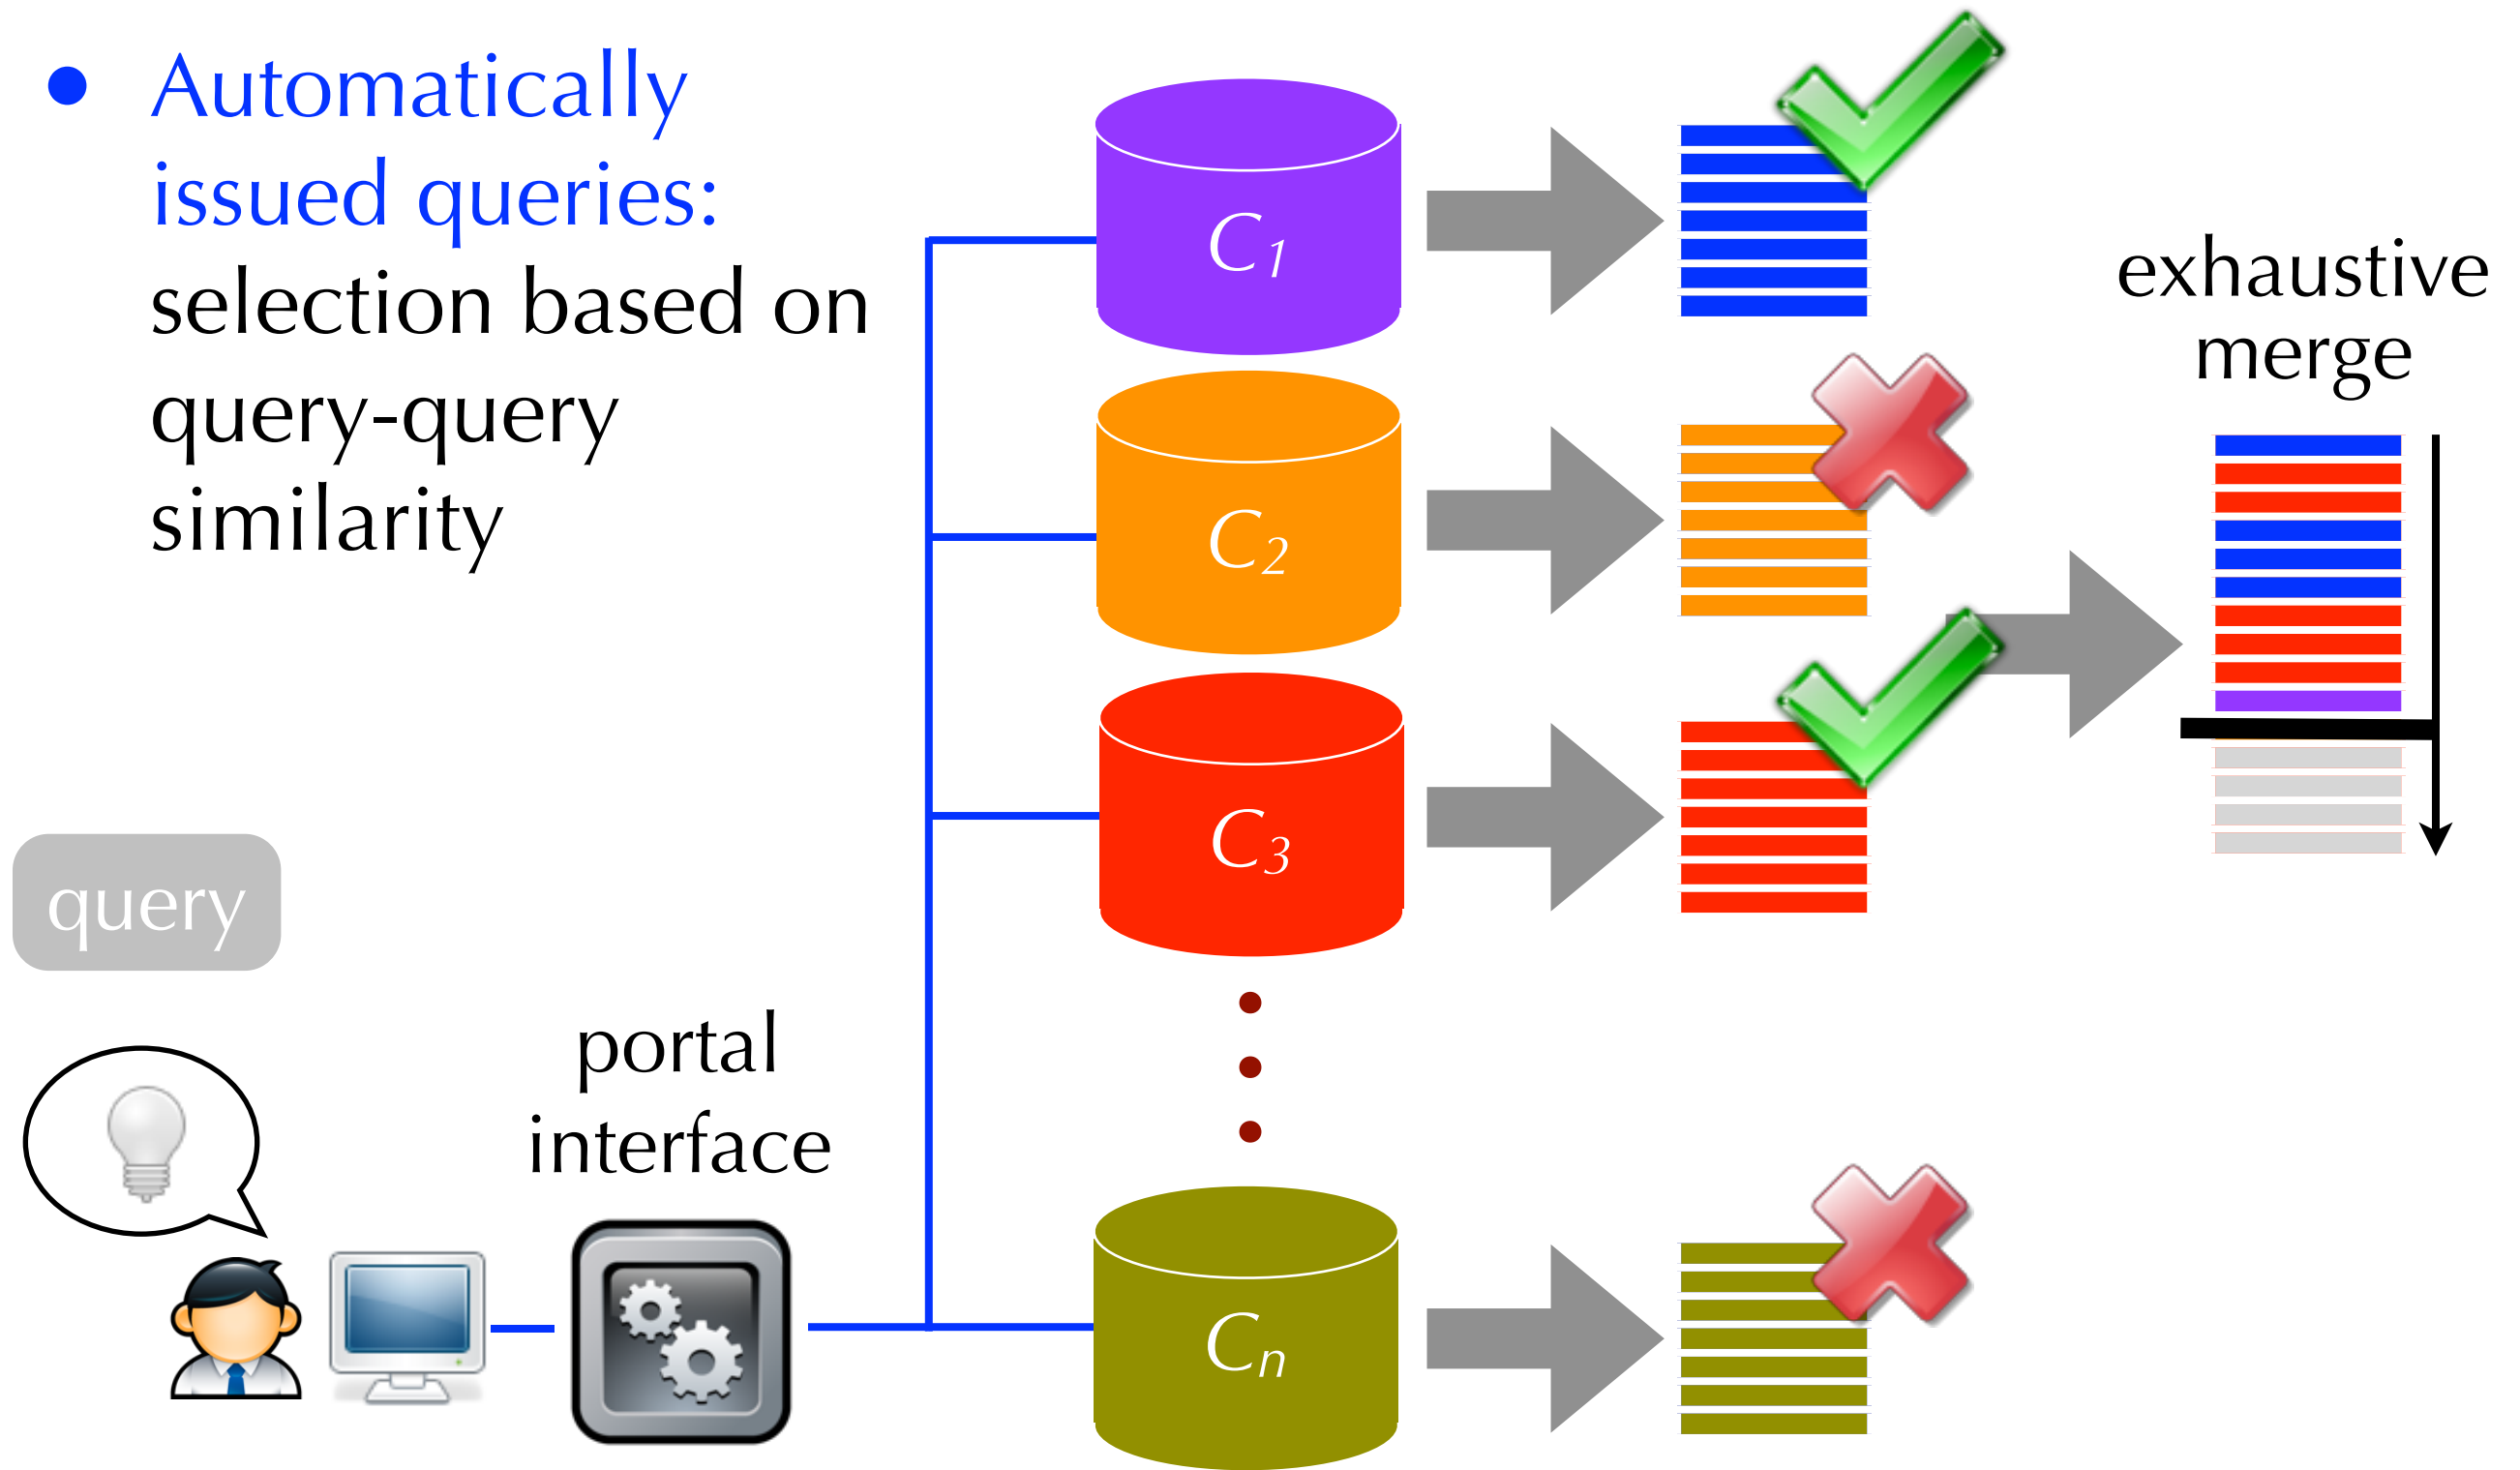 • Automatically
issued queries:
selection based on
query-query
similarity
query
portal
interface
C1
C2
C3
Cn
exhaustive
merge